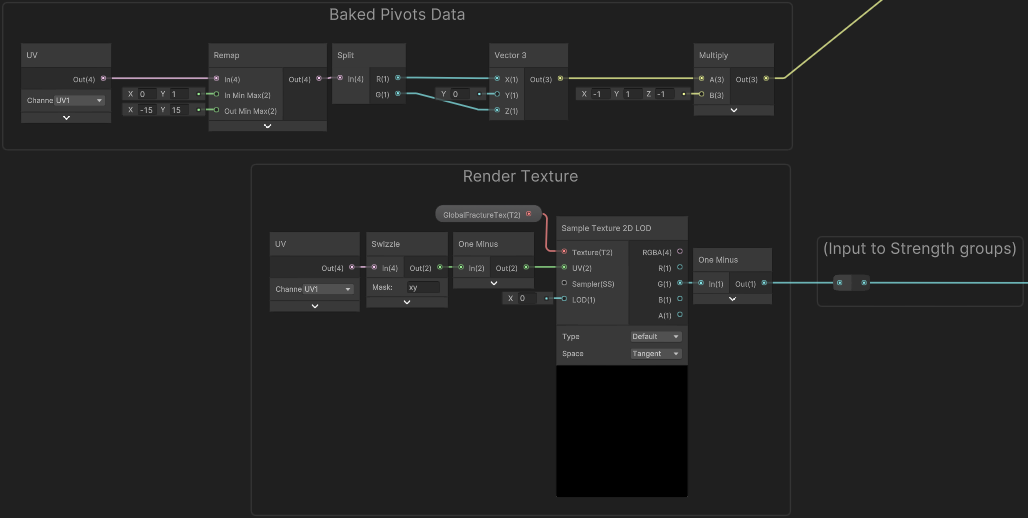 Baked Pivots Data
UV
Out(4)
Channe UV1
Remap
In(4)
Out(4)
X 0 Y 1
In Min Max(2)
X -15 Y 15
Out Min Max(2)
Split
In(4)
R(1)
G(1)
Vector 3
X(1)
Out(3)
Y 0
Y(1)
Z(1)
Multiply
A(3)
Out(3)
X -1 Y 1 Z -1
B(3)
Render Texture
GlobalFractureTex(T2)
UV
Out(4)
Channe UV1
Swizzle
In(4)
Out(2)
Mask: xy
One Minus
In(2)
Out(2)
Sample Texture 2D LOD
Texture(T2)
RGBA(4)
UV(2)
R(1)
Sampler(SS)
G(1)
X 0
LOD(1)
B(1)
A(1)
Type Default
Space Tangent
One Minus
In(1)
Out(1)
(Input to Strength groups)